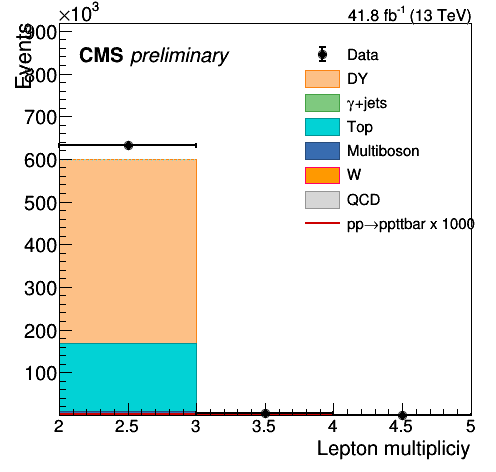 ×10³
41.8 fb⁻¹ (13 TeV)
Events
900
800
700
600
500
400
300
200
100
CMS preliminary
Data
DY
γ+jets
Top
Multiboson
W
QCD
pp→ppttbar x 1000
2 2.5 3 3.5 4 4.5 5
Lepton multipliciy